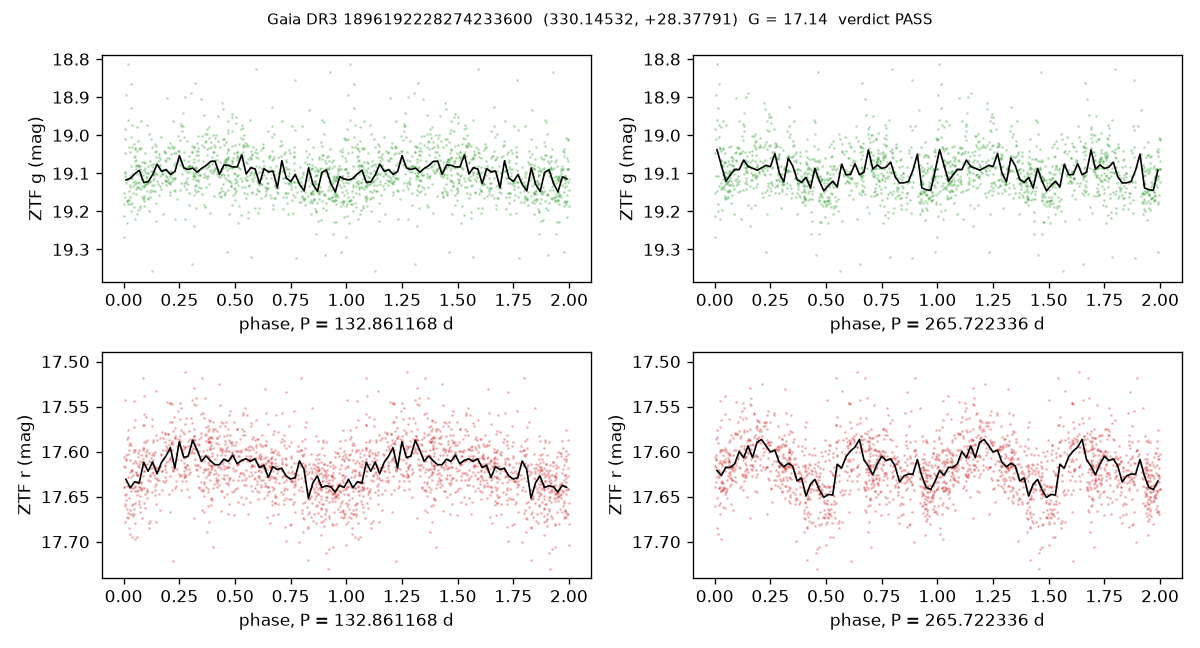 Gaia DR3 1896192228274233600  (330.14532, +28.37791)  G = 17.14  verdict PASS
18.8
18.9
19.0
19.1
19.2
19.3
ZTF g (mag)
0.00 0.25 0.50 0.75 1.00 1.25 1.50 1.75 2.00
phase, P = 132.861168 d
18.8
18.9
19.0
19.1
19.2
19.3
ZTF g (mag)
0.00 0.25 0.50 0.75 1.00 1.25 1.50 1.75 2.00
phase, P = 265.722336 d
17.50
17.55
17.60
17.65
17.70
ZTF r (mag)
0.00 0.25 0.50 0.75 1.00 1.25 1.50 1.75 2.00
phase, P = 132.861168 d
17.50
17.55
17.60
17.65
17.70
ZTF r (mag)
0.00 0.25 0.50 0.75 1.00 1.25 1.50 1.75 2.00
phase, P = 265.722336 d